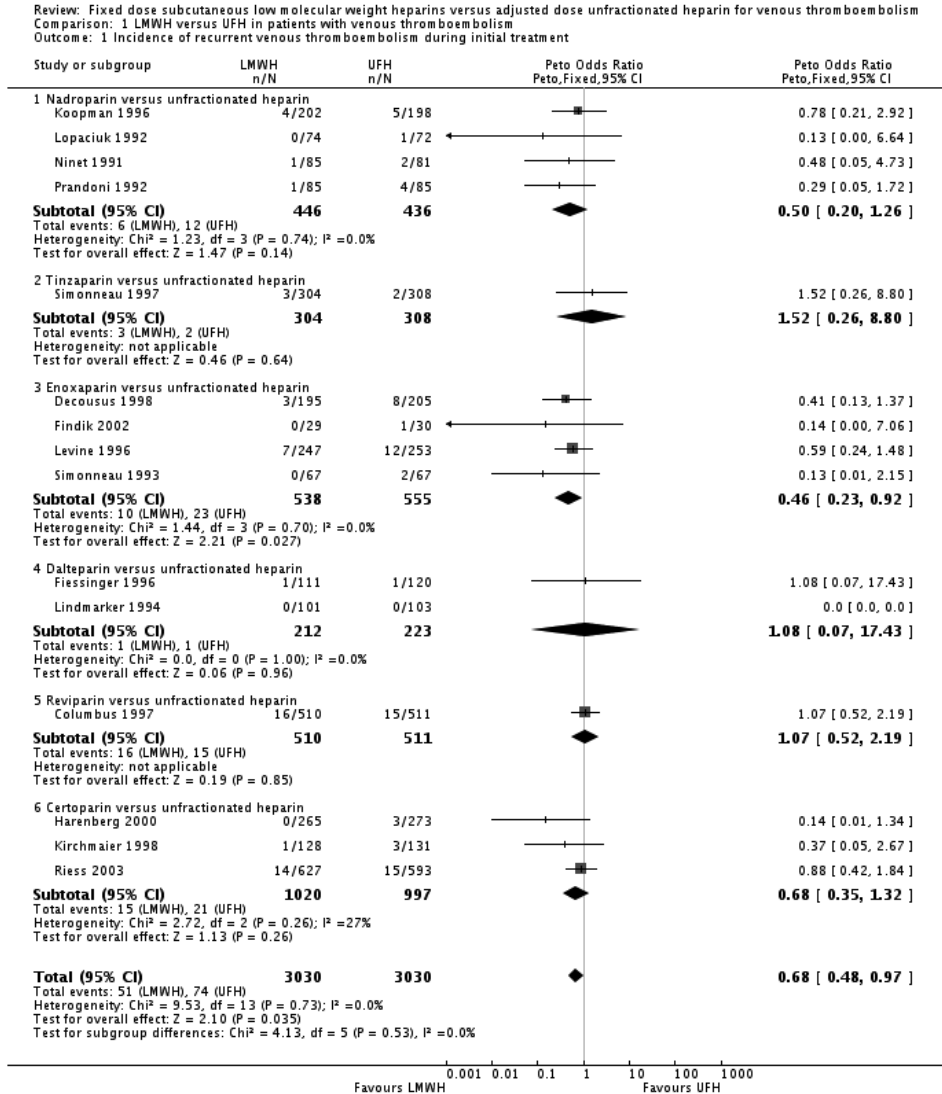 Review: Fixed dose subcutaneous low molecular weight heparins versus adjusted dose unfractionated heparin for venous thromboembolism
Comparison: 1 LMWH versus UFH in patients with venous thromboembolism
Outcome: 1 Incidence of recurrent venous thromboembolism during initial treatment
Study or subgroup LMWH UFH Peto Odds Ratio Peto Odds Ratio
n/N n/N Peto,Fixed,95% CI Peto,Fixed,95% CI
1 Nadroparin versus unfractionated heparin
Koopman 1996 4/202 5/198 0.78 [ 0.21, 2.92 ]
Lopaciuk 1992 0/74 1/72 0.13 [ 0.00, 6.64 ]
Ninet 1991 1/85 2/81 0.48 [ 0.05, 4.73 ]
Prandoni 1992 1/85 4/85 0.29 [ 0.05, 1.72 ]
Subtotal (95% CI) 446 436 0.50 [ 0.20, 1.26 ]
Total events: 6 (LMWH), 12 (UFH)
Heterogeneity: Chi² = 1.23, df = 3 (P = 0.74); I² =0.0%
Test for overall effect: Z = 1.47 (P = 0.14)
2 Tinzaparin versus unfractionated heparin
Simonneau 1997 3/304 2/308 1.52 [ 0.26, 8.80 ]
Subtotal (95% CI) 304 308 1.52 [ 0.26, 8.80 ]
Total events: 3 (LMWH), 2 (UFH)
Heterogeneity: not applicable
Test for overall effect: Z = 0.46 (P = 0.64)
3 Enoxaparin versus unfractionated heparin
Decousus 1998 3/195 8/205 0.41 [ 0.13, 1.37 ]
Findik 2002 0/29 1/30 0.14 [ 0.00, 7.06 ]
Levine 1996 7/247 12/253 0.59 [ 0.24, 1.48 ]
Simonneau 1993 0/67 2/67 0.13 [ 0.01, 2.15 ]
Subtotal (95% CI) 538 555 0.46 [ 0.23, 0.92 ]
Total events: 10 (LMWH), 23 (UFH)
Heterogeneity: Chi² = 1.44, df = 3 (P = 0.70); I² =0.0%
Test for overall effect: Z = 2.21 (P = 0.027)
4 Dalteparin versus unfractionated heparin
Fiessinger 1996 1/111 1/120 1.08 [ 0.07, 17.43 ]
Lindmarker 1994 0/101 0/103 0.0 [ 0.0, 0.0 ]
Subtotal (95% CI) 212 223 1.08 [ 0.07, 17.43 ]
Total events: 1 (LMWH), 1 (UFH)
Heterogeneity: Chi² = 0.0, df = 0 (P = 1.00); I² =0.0%
Test for overall effect: Z = 0.06 (P = 0.96)
5 Reviparin versus unfractionated heparin
Columbus 1997 16/510 15/511 1.07 [ 0.52, 2.19 ]
Subtotal (95% CI) 510 511 1.07 [ 0.52, 2.19 ]
Total events: 16 (LMWH), 15 (UFH)
Heterogeneity: not applicable
Test for overall effect: Z = 0.19 (P = 0.85)
6 Certoparin versus unfractionated heparin
Harenberg 2000 0/265 3/273 0.14 [ 0.01, 1.34 ]
Kirchmaier 1998 1/128 3/131 0.37 [ 0.05, 2.67 ]
Riess 2003 14/627 15/593 0.88 [ 0.42, 1.84 ]
Subtotal (95% CI) 1020 997 0.68 [ 0.35, 1.32 ]
Total events: 15 (LMWH), 21 (UFH)
Heterogeneity: Chi² = 2.72, df = 2 (P = 0.26); I² =27%
Test for overall effect: Z = 1.13 (P = 0.26)
Total (95% CI) 3030 3030 0.68 [ 0.48, 0.97 ]
Total events: 51 (LMWH), 74 (UFH)
Heterogeneity: Chi² = 9.53, df = 13 (P = 0.73); I² =0.0%
Test for overall effect: Z = 2.10 (P = 0.035)
Test for subgroup differences: Chi² = 4.13, df = 5 (P = 0.53), I² =0.0%
0.001 0.01 0.1 1 10 100 1000
Favours LMWH Favours UFH